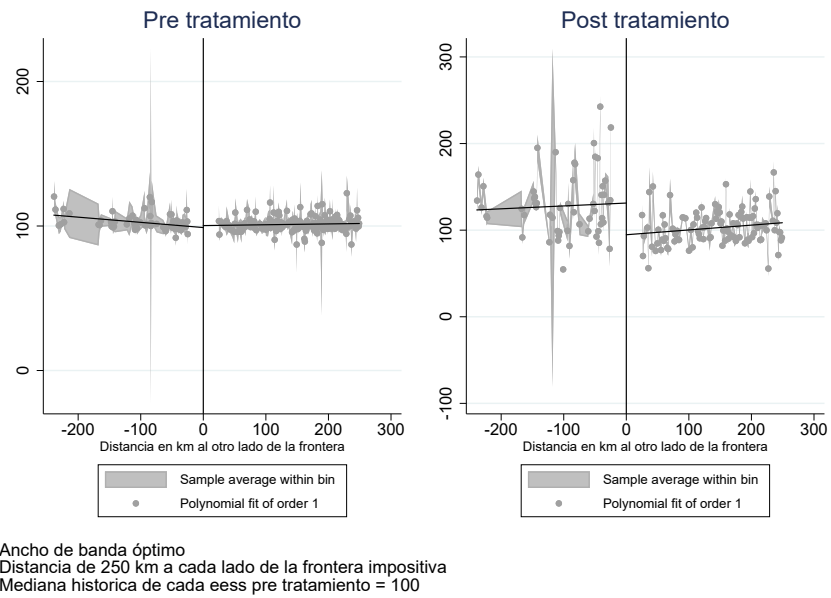 Pre tratamiento
200
100
0
-200 -100 0 100 200 300
Distancia en km al otro lado de la frontera
Sample average within bin
Polynomial fit of order 1
Post tratamiento
300
200
100
0
-100
-200 -100 0 100 200 300
Distancia en km al otro lado de la frontera
Sample average within bin
Polynomial fit of order 1
Ancho de banda óptimo
Distancia de 250 km a cada lado de la frontera impositiva
Mediana historica de cada eess pre tratamiento = 100